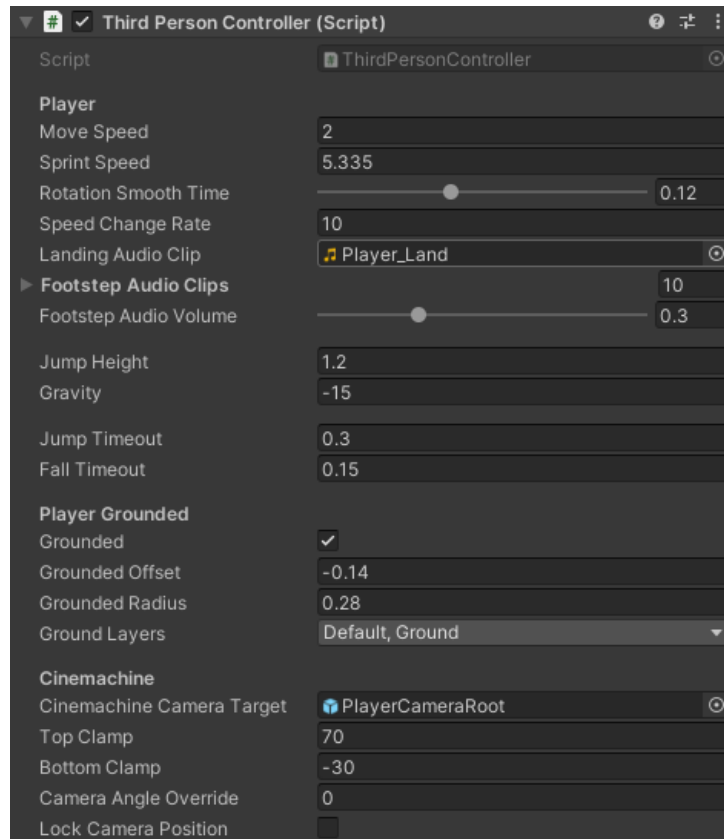 Third Person Controller (Script)
Script ThirdPersonController
Player
Move Speed 2
Sprint Speed 5.335
Rotation Smooth Time 0.12
Speed Change Rate 10
Landing Audio Clip Player_Land
Footstep Audio Clips 10
Footstep Audio Volume 0.3
Jump Height 1.2
Gravity -15
Jump Timeout 0.3
Fall Timeout 0.15
Player Grounded
Grounded
Grounded Offset -0.14
Grounded Radius 0.28
Ground Layers Default, Ground
Cinemachine
Cinemachine Camera Target PlayerCameraRoot
Top Clamp 70
Bottom Clamp -30
Camera Angle Override 0
Lock Camera Position